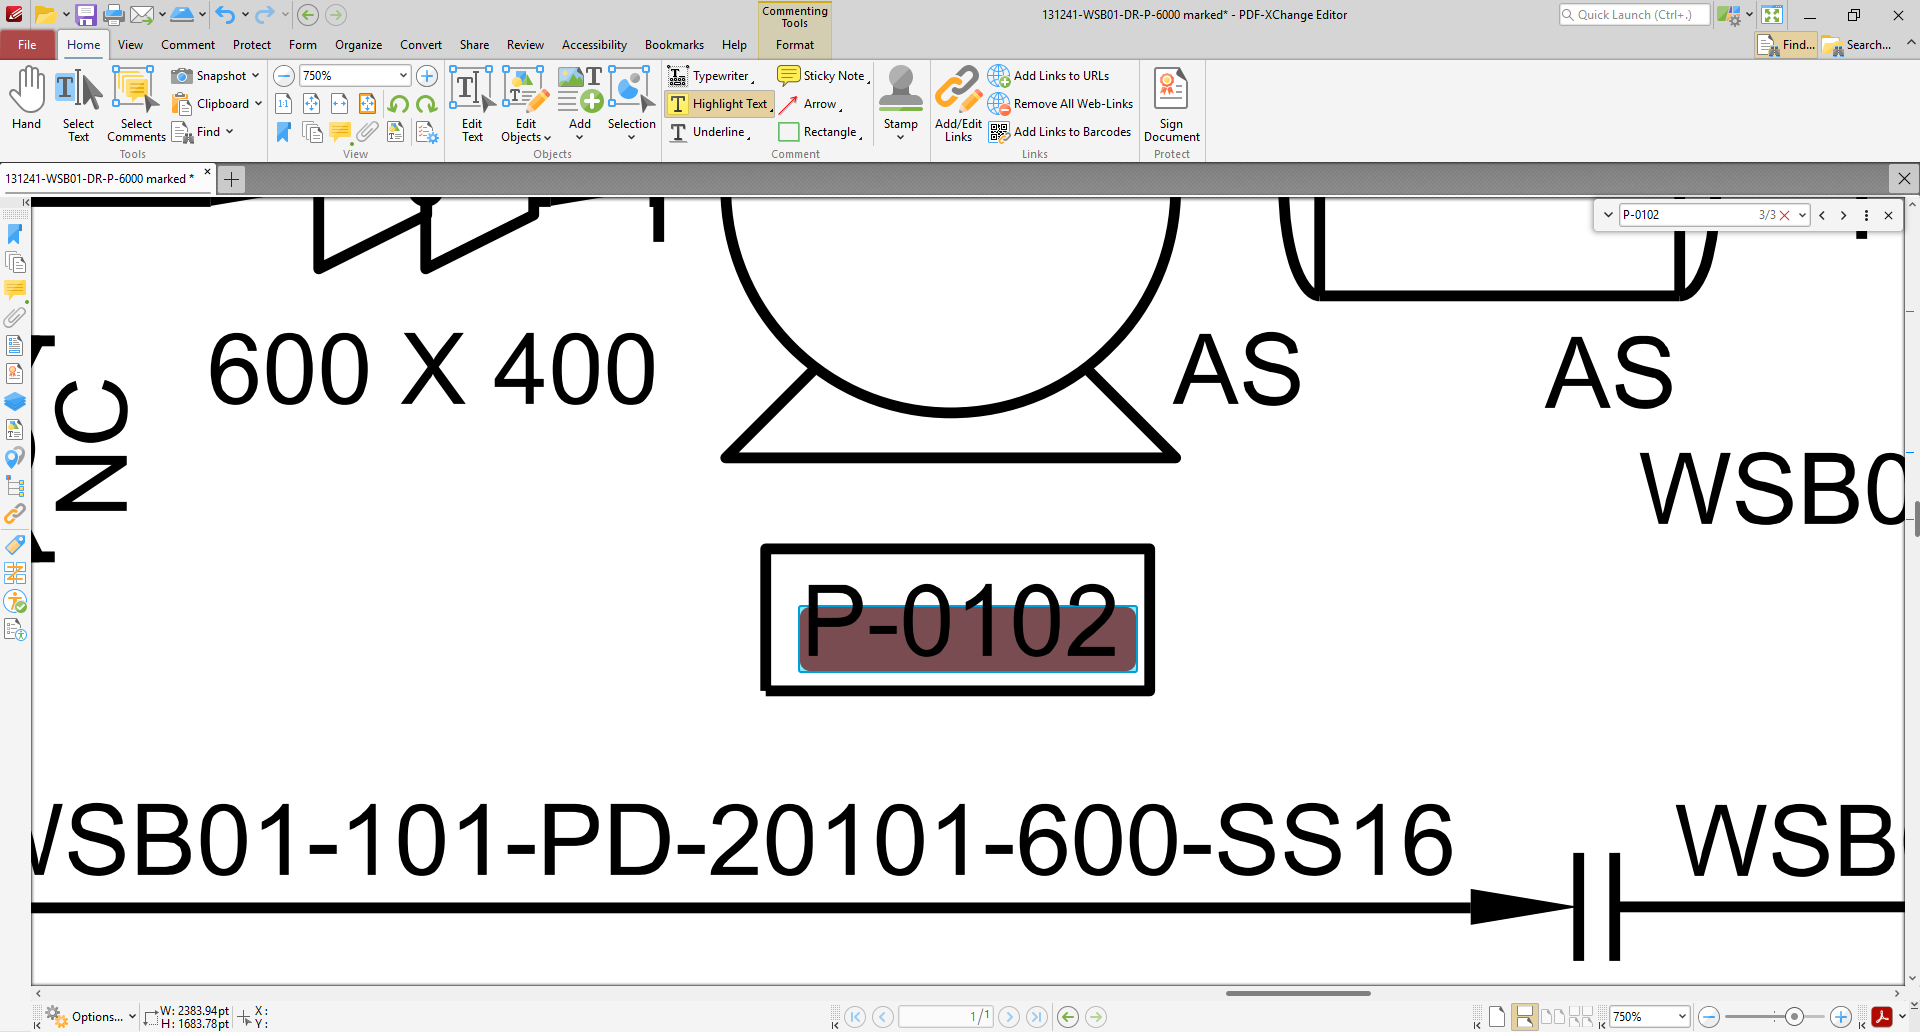 Commenting
Tools
131241-WSB01-DR-P-6000 marked* - PDF-XChange Editor
Quick Launch (Ctrl+.)
File
Home
View
Comment
Protect
Form
Organize
Convert
Share
Review
Accessibility
Bookmarks
Help
Format
Find...
Search...
Hand
Select
Text
Select
Comments
Snapshot
Clipboard
Find
Tools
750%
1:1
View
Edit
Text
Edit
Objects
Add
Selection
Objects
Typewriter
Highlight Text
Underline
Sticky Note
Arrow
Rectangle
Stamp
Comment
Add/Edit
Links
Add Links to URLs
Remove All Web-Links
Add Links to Barcodes
Links
Sign
Document
Protect
131241-WSB01-DR-P-6000 marked *
P-0102
3/3
600 X 400
AS
AS
NC
WSB0
P-0102
WSB01-101-PD-20101-600-SS16
WSB
Options...
W: 2383.94pt
H: 1683.78pt
X:
Y:
1/1
750%